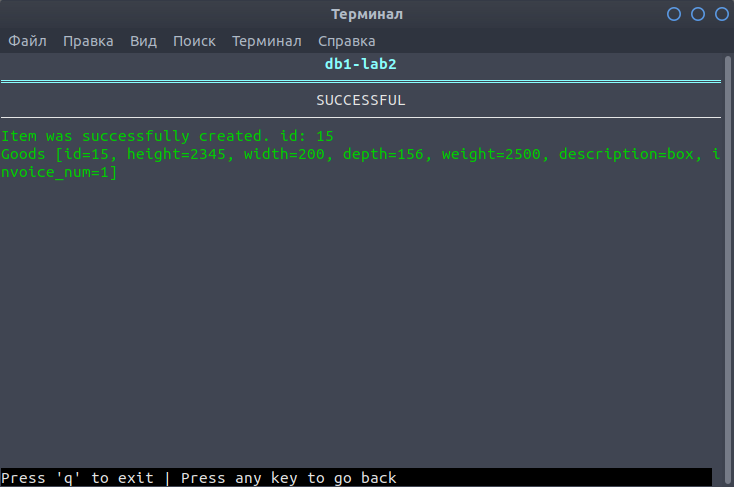 Терминал
Файл Правка Вид Поиск Терминал Справка
db1-lab2
SUCCESSFUL
Item was successfully created. id: 15
Goods [id=15, height=2345, width=200, depth=156, weight=2500, description=box, i
nvoice_num=1]
Press 'q' to exit | Press any key to go back